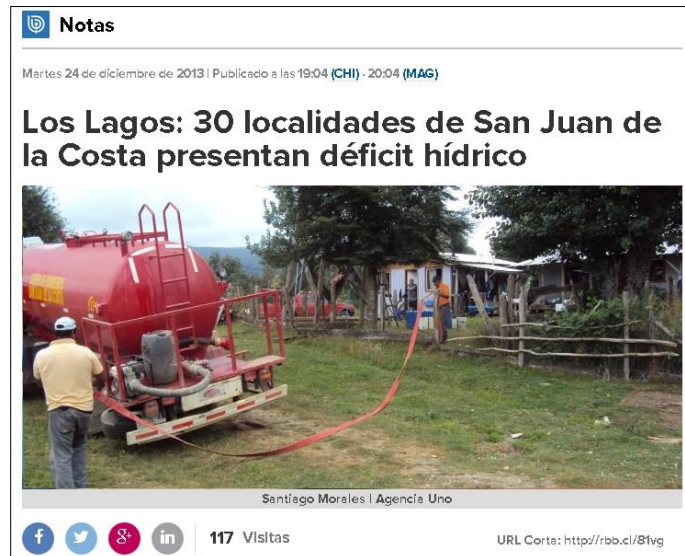 Notas
Martes 24 de diciembre de 2013 | Publicado a las 19:04 (CHI) · 20:04 (MAG)
Los Lagos: 30 localidades de San Juan de
la Costa presentan déficit hídrico
Santiago Morales | Agencia Uno
117 Visitas
URL Corta: http://rbb.cl/81vg